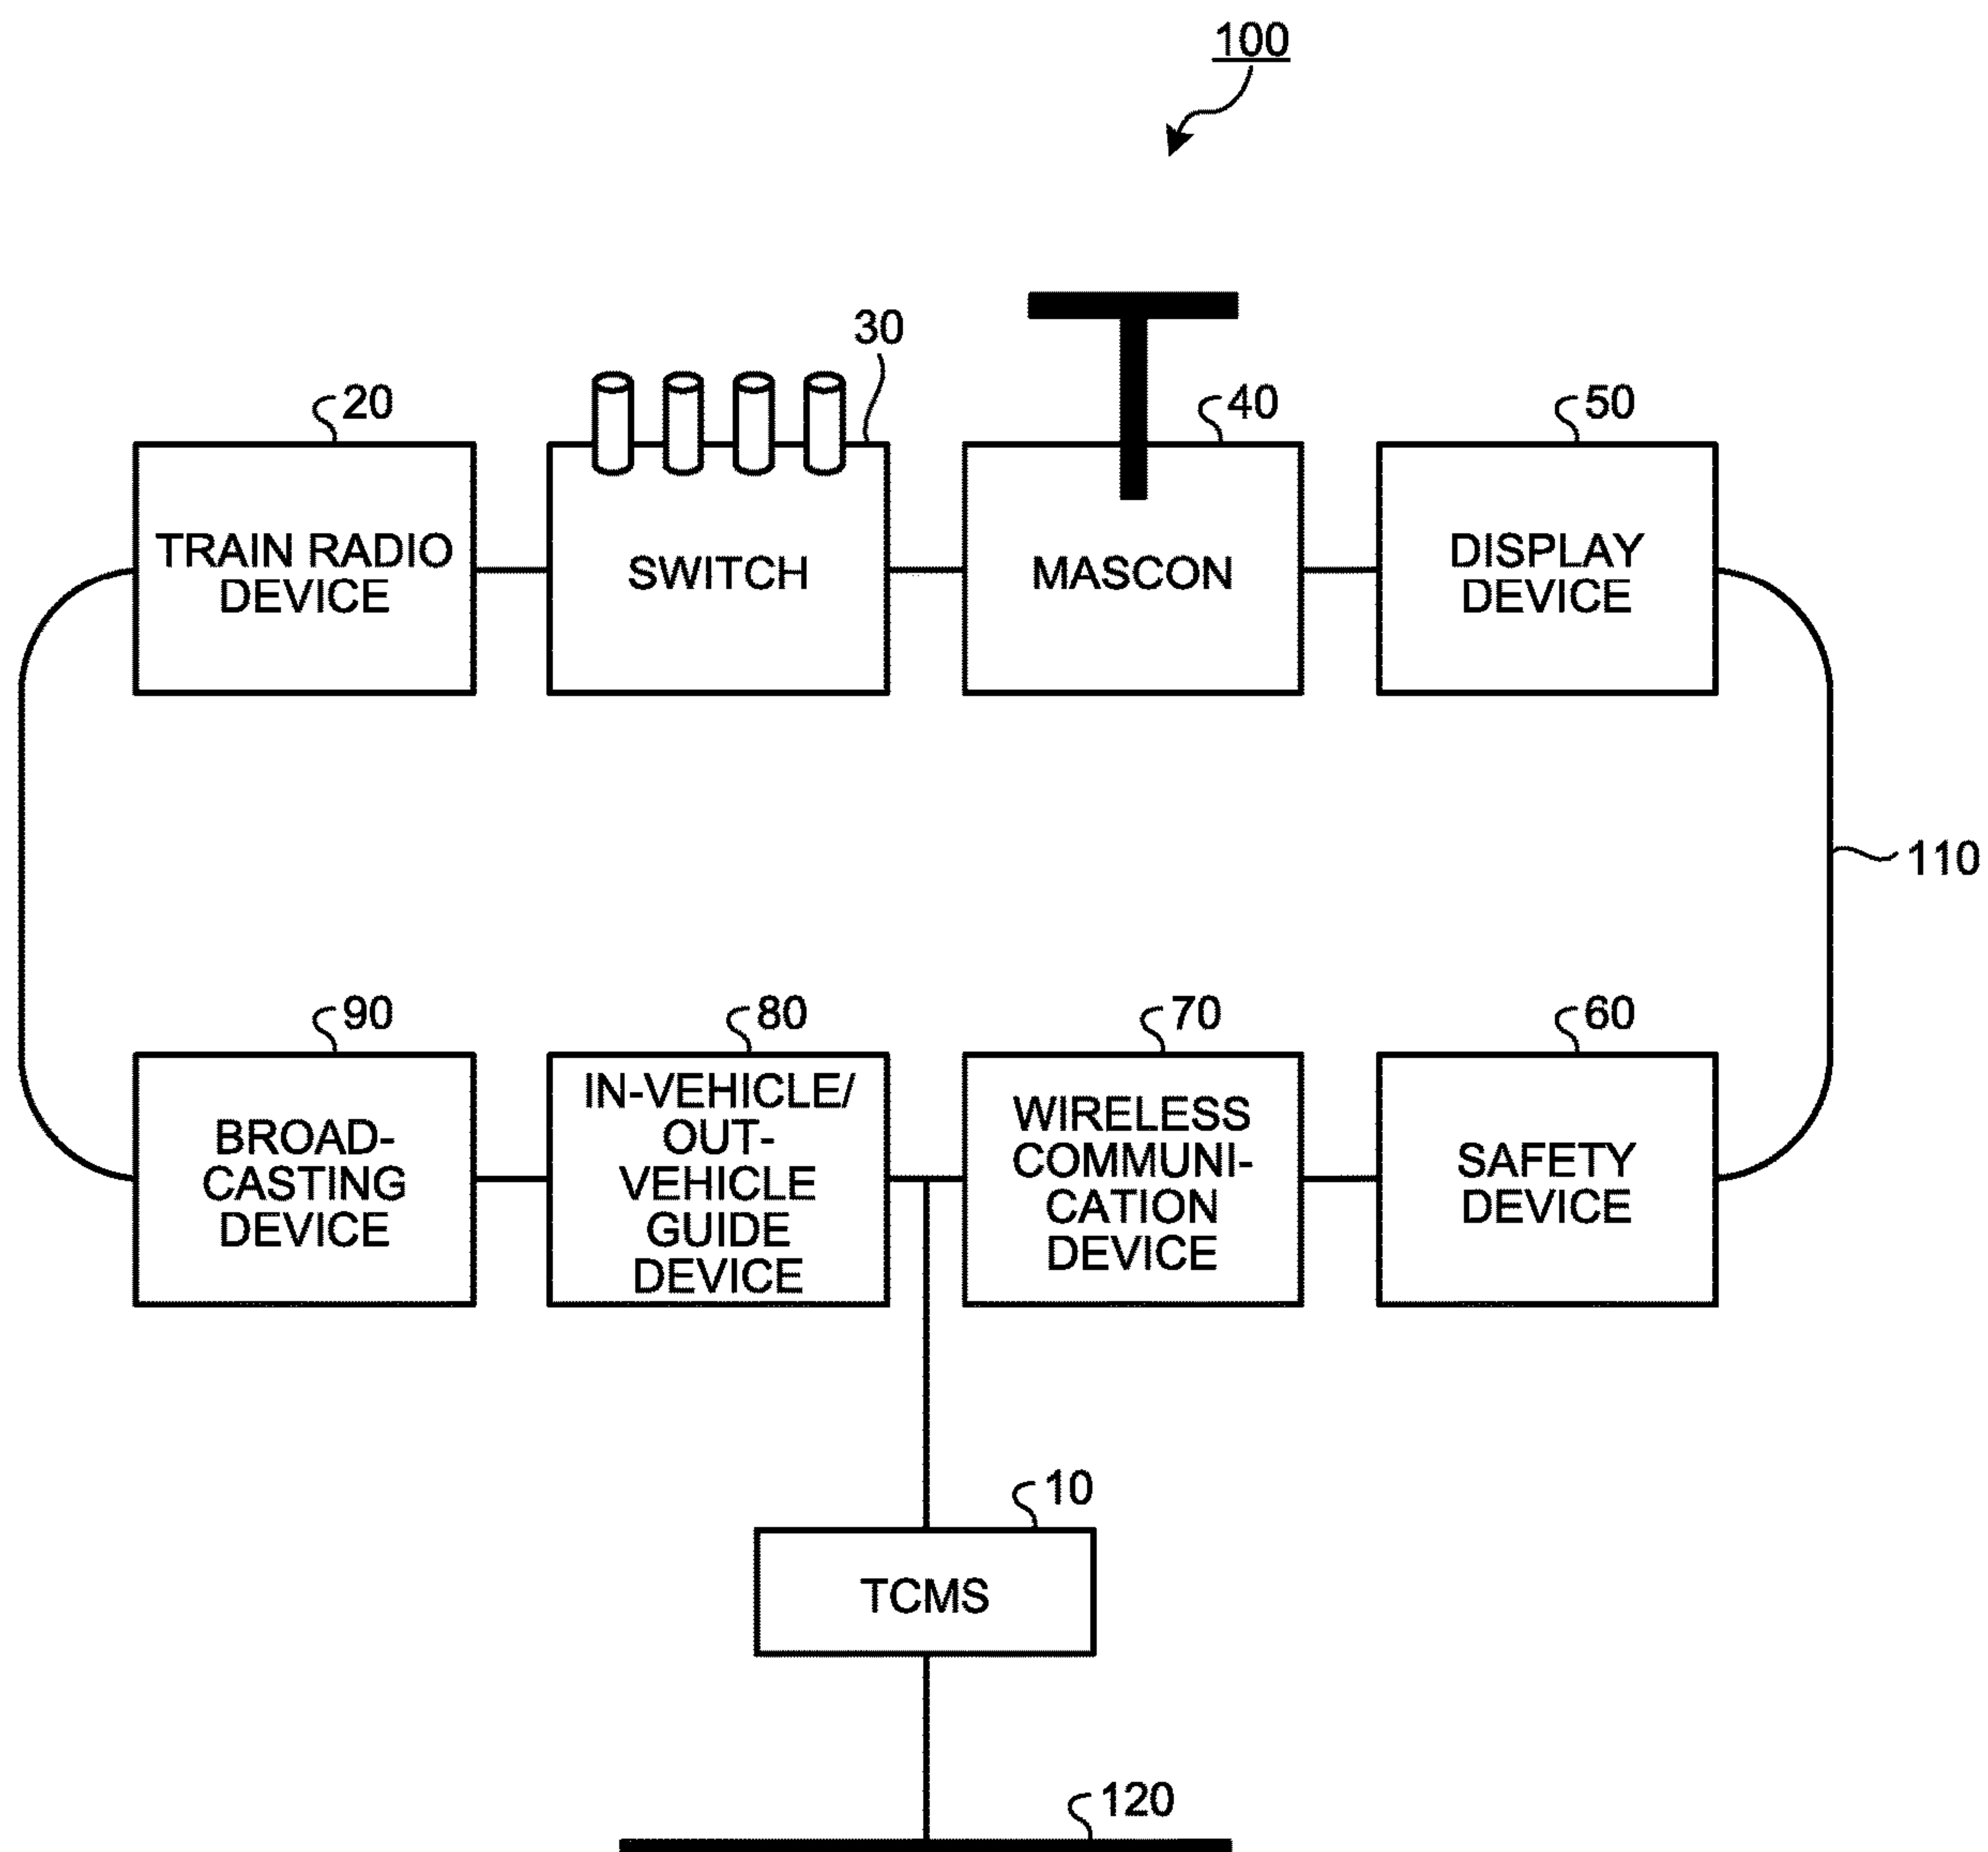 100
30
20
40
50
TRAIN RADIO
DEVICE
SWITCH
MASCON
DISPLAY
DEVICE
110
90
80
70
60
BROAD-
CASTING
DEVICE
IN-VEHICLE/
OUT-
VEHICLE
GUIDE
DEVICE
WIRELESS
COMMUNI-
CATION
DEVICE
SAFETY
DEVICE
10
TCMS
120